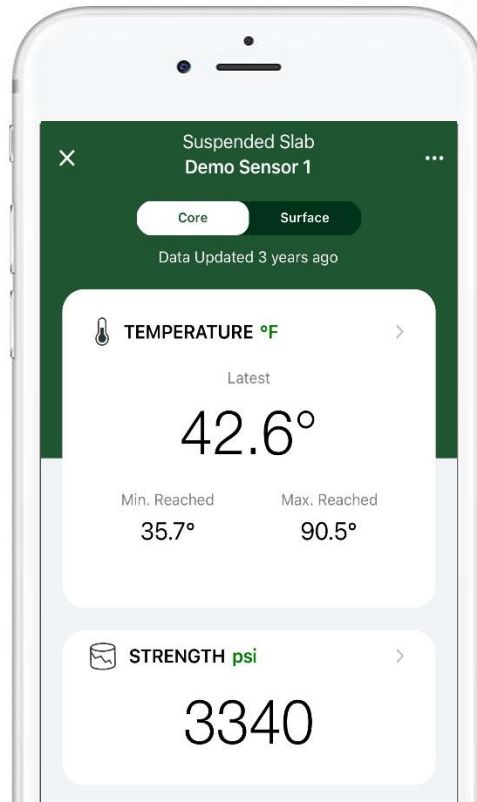 Suspended Slab
Demo Sensor 1
Core Surface
Data Updated 3 years ago
TEMPERATURE °F
Latest
42.6°
Min. Reached Max. Reached
35.7° 90.5°
STRENGTH psi
3340